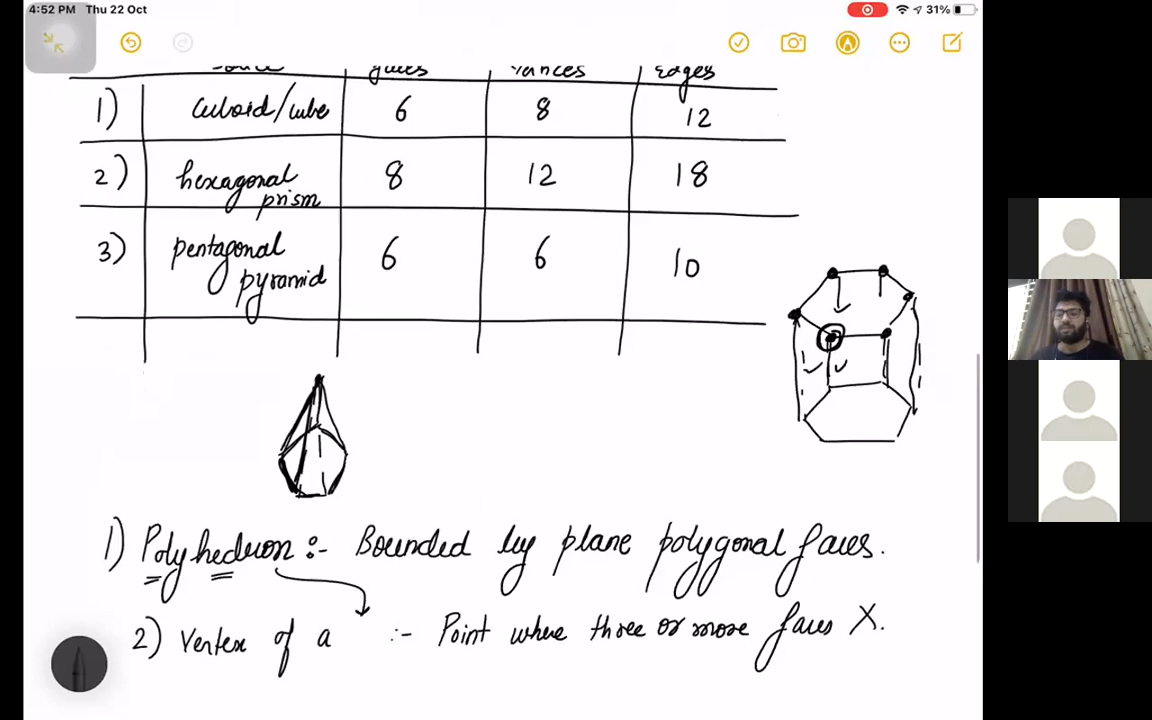 4:52 PM Thu 22 Oct 31%
faces edges
1) cuboid/cube 6 8 12
2) hexagonal prism 8 12 18
3) pentagonal pyramid 6 6 10
1) Polyhedron :- Bounded by plane polygonal faces.
2) Vertex of a :- Point where three or more faces X.